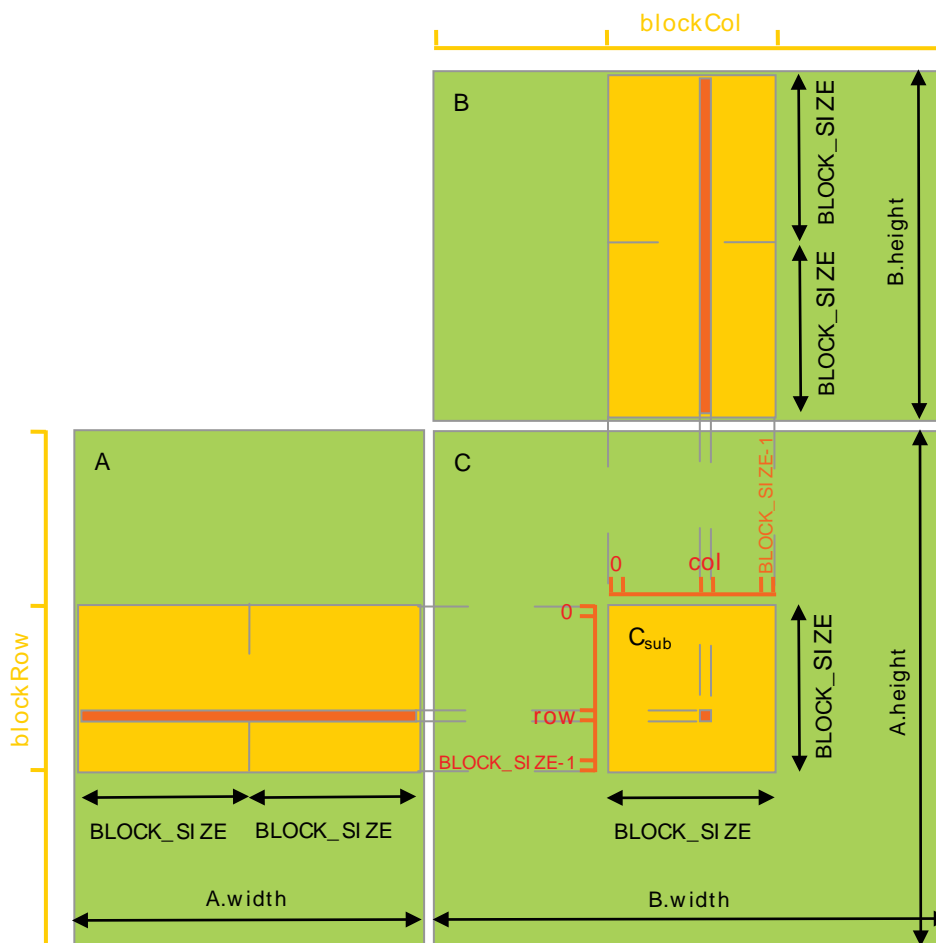 blockCol
B
BLOCK_SIZE
BLOCK_SIZE
B.height
A
C
BLOCK_SIZE-1
0
col
blockRow
0
row
BLOCK_SIZE-1
Csub
BLOCK_SIZE
A.height
BLOCK_SIZE
BLOCK_SIZE
BLOCK_SIZE
A.width
B.width